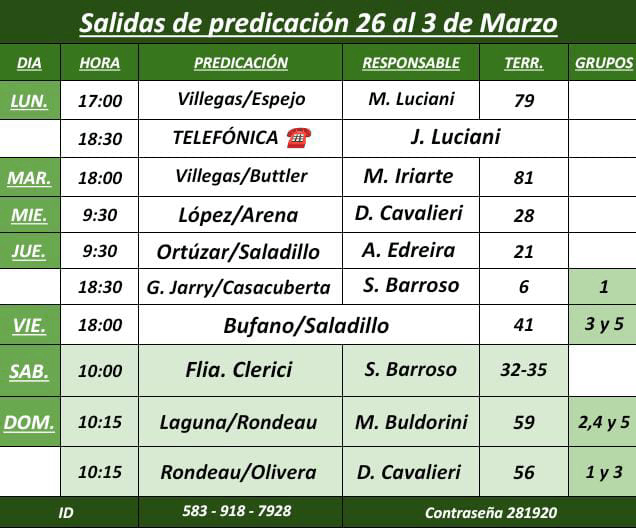 Salidas de predicación 26 al 3 de Marzo
DIA HORA PREDICACIÓN RESPONSABLE TERR. GRUPOS
LUN. 17:00 Villegas/Espejo M. Luciani 79
18:30 TELEFÓNICA ☎️ J. Luciani
MAR. 18:00 Villegas/Buttler M. Iriarte 81
MIE. 9:30 López/Arena D. Cavalieri 28
JUE. 9:30 Ortúzar/Saladillo A. Edreira 21
18:30 G. Jarry/Casacuberta S. Barroso 6 1
VIE. 18:00 Bufano/Saladillo 41 3 y 5
SAB. 10:00 Flia. Clerici S. Barroso 32-35
DOM. 10:15 Laguna/Rondeau M. Buldorini 59 2,4 y 5
10:15 Rondeau/Olivera D. Cavalieri 56 1 y 3
ID 583 - 918 - 7928 Contraseña 281920